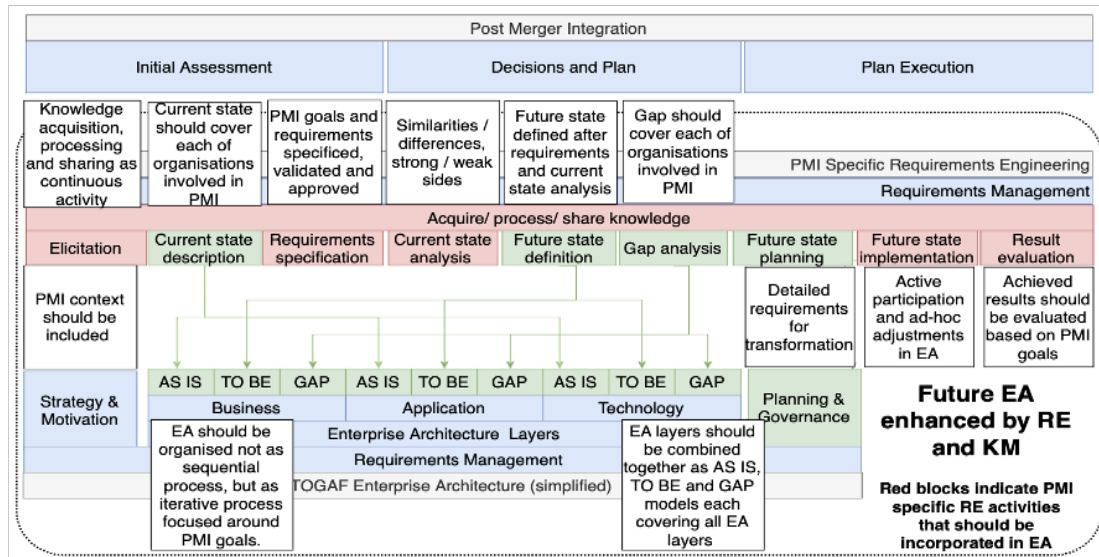 Post Merger Integration
Initial Assessment
Decisions and Plan
Plan Execution
Knowledge
acquisition,
processing
and sharing as
continuous
activity
Current state
should cover
each of
organisations
involved in
PMI
PMI goals and
requirements
specificed,
validated and
approved
Similarities /
differences,
strong / weak
sides
Future state
defined after
requirements
and current
state analysis
Gap should
cover each of
organisations
involved in
PMI
PMI Specific Requirements Engineering
Requirements Management
Acquire/ process/ share knowledge
Elicitation
Current state
description
Requirements
specification
Current state
analysis
Future state
definition
Gap analysis
Future state
planning
Future state
implementation
Result
evaluation
PMI context
should be
included
Detailed
requirements
for
transformation
Active
participation
and ad-hoc
adjustments
in EA
Achieved
results should
be evaluated
based on PMI
goals
AS IS
TO BE
GAP
AS IS
TO BE
GAP
AS IS
TO BE
GAP
Strategy &
Motivation
Business
Application
Technology
Planning &
Governance
Enterprise Architecture Layers
Requirements Management
TOGAF Enterprise Architecture (simplified)
EA should be
organised not as
sequential
process, but as
iterative process
focused around
PMI goals.
EA layers should
be combined
together as AS IS,
TO BE and GAP
models each
covering all EA
layers
Future EA
enhanced by RE
and KM
Red blocks indicate PMI
specific RE activities
that should be
incorporated in EA